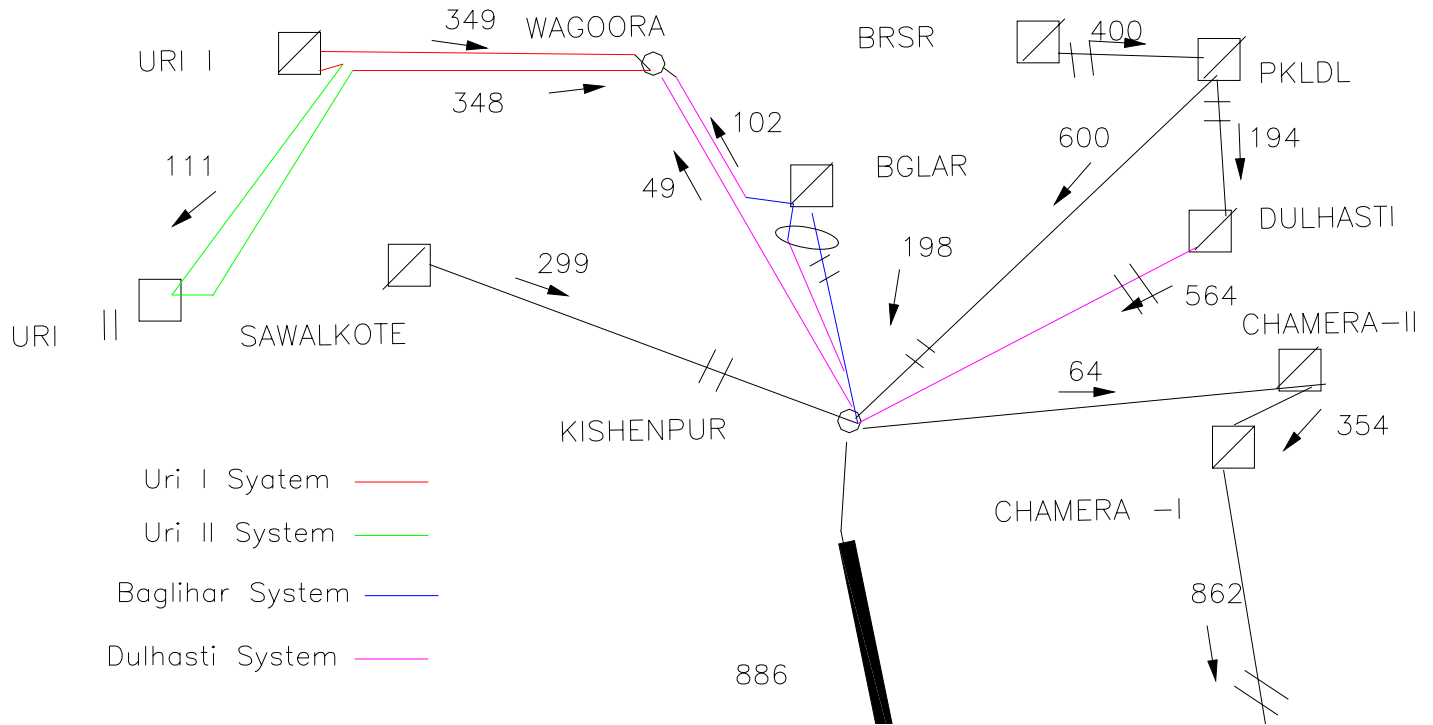 349
WAGOORA
BRSR
400
URI I
PKLDL
348
102
600
194
111
49
BGLAR
DULHASTI
198
299
564
URI II
SAWALKOTE
CHAMERA-II
64
KISHENPUR
354
Uri I Syatem
CHAMERA -I
Uri II System
Baglihar System
862
Dulhasti System
886